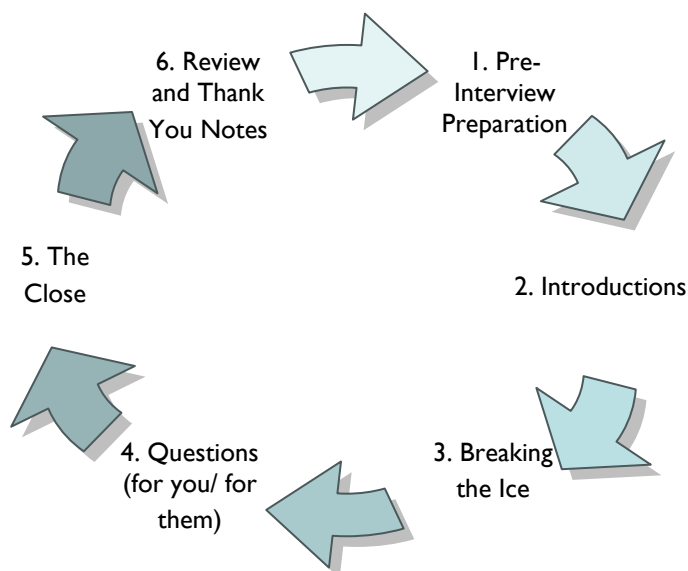 1. Pre-
Interview
Preparation
2. Introductions
3. Breaking
the Ice
4. Questions
(for you/ for
them)
5. The
Close
6. Review
and Thank
You Notes